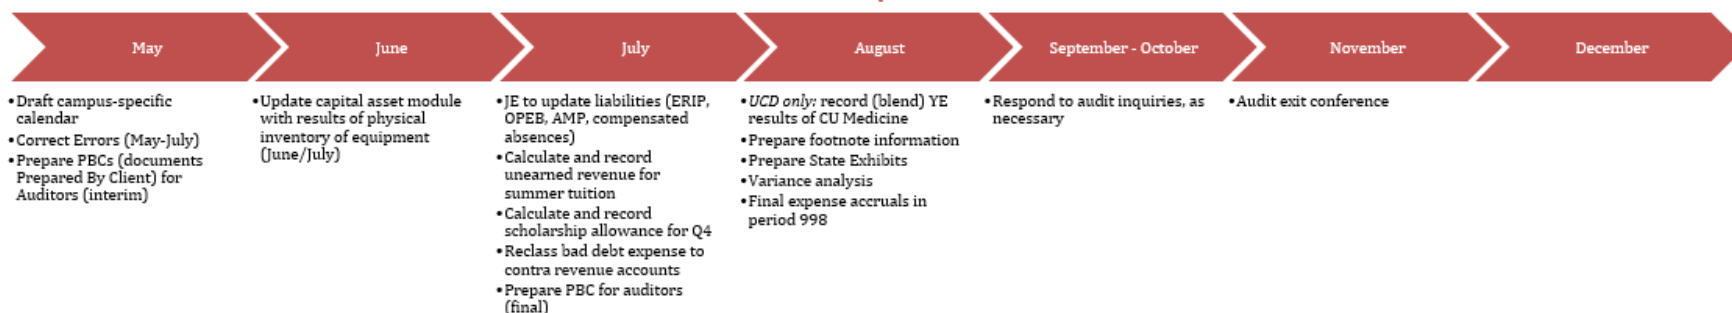 May
June
July
August
September - October
November
December
•Draft campus-specific
calendar
•Correct Errors (May-July)
•Prepare PBCs (documents
Prepared By Client) for
Auditors (interim)
•Update capital asset module
with results of physical
inventory of equipment
(June/July)
•JE to update liabilities (ERIP,
OPEB, AMP, compensated
absences)
•Calculate and record
unearned revenue for
summer tuition
•Calculate and record
scholarship allowance for Q4
•Reclass bad debt expense to
contra revenue accounts
•Prepare PBC for auditors
(final)
•UCD only: record (blend) YE
results of CU Medicine
•Prepare footnote information
•Prepare State Exhibits
•Variance analysis
•Final expense accruals in
period 998
•Respond to audit inquiries, as
necessary
•Audit exit conference